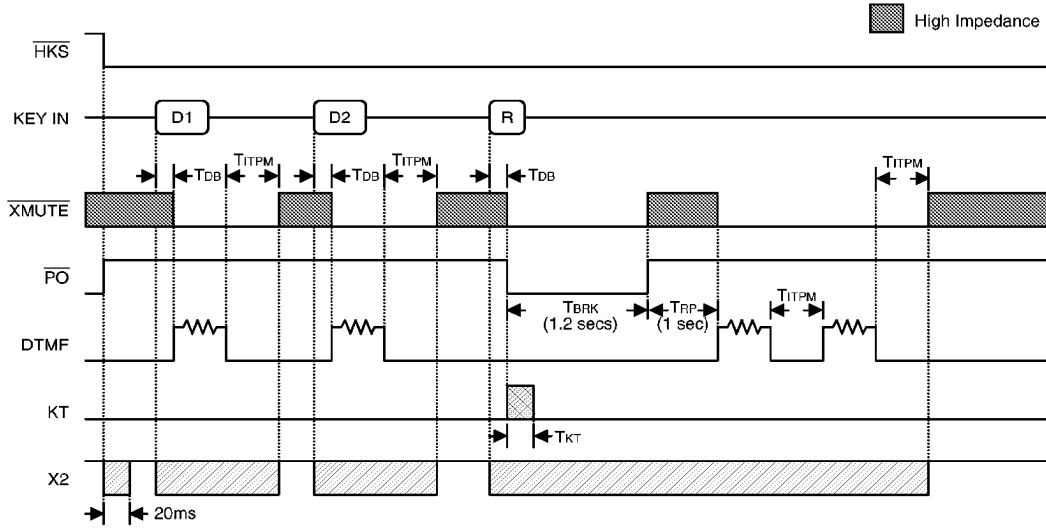 High Impedance
HKS
KEY IN D1 D2 R
TDB TITPM TDB TITPM TDB TITPM
XMUTE
PO
TBRK TRP TITPM
(1.2 secs) (1 sec)
DTMF
KT
TKT
X2
20ms